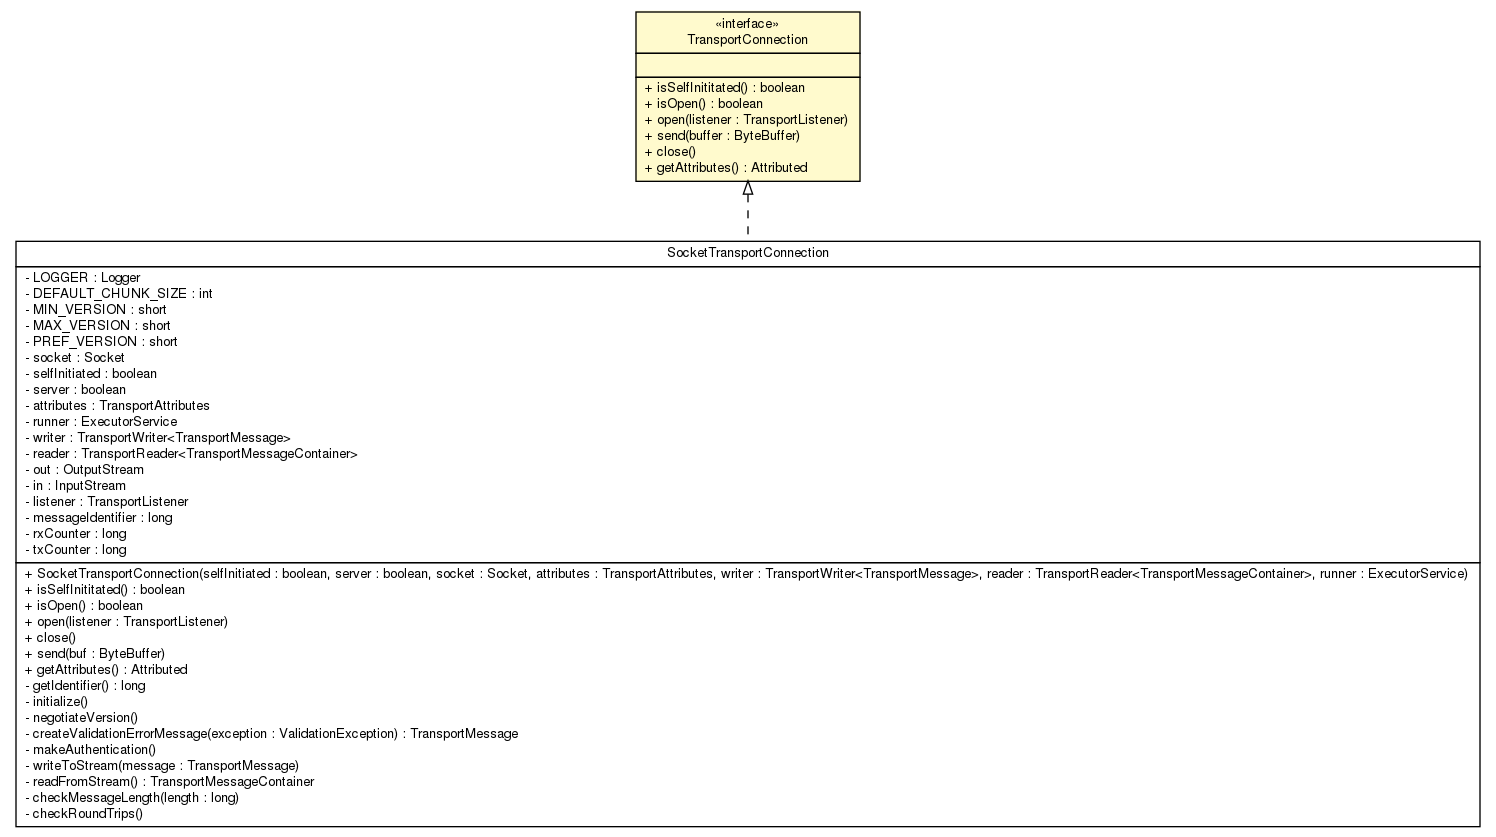 «interface»
TransportConnection
+ isSelfInititated() : boolean
+ isOpen() : boolean
+ open(listener : TransportListener)
+ send(buffer : ByteBuffer)
+ close()
+ getAttributes() : Attributed
SocketTransportConnection
- LOGGER : Logger
- DEFAULT_CHUNK_SIZE : int
- MIN_VERSION : short
- MAX_VERSION : short
- PREF_VERSION : short
- socket : Socket
- selfInitiated : boolean
- server : boolean
- attributes : TransportAttributes
- runner : ExecutorService
- writer : TransportWriter<TransportMessage>
- reader : TransportReader<TransportMessageContainer>
- out : OutputStream
- in : InputStream
- listener : TransportListener
- messageIdentifier : long
- rxCounter : long
- txCounter : long
+ SocketTransportConnection(selfInitiated : boolean, server : boolean, socket : Socket, attributes : TransportAttributes, writer : TransportWriter<TransportMessage>, reader : TransportReader<TransportMessageContainer>, runner : ExecutorService)
+ isSelfInititated() : boolean
+ isOpen() : boolean
+ open(listener : TransportListener)
+ close()
+ send(buf : ByteBuffer)
+ getAttributes() : Attributed
- getIdentifier() : long
- initialize()
- negotiateVersion()
- createValidationErrorMessage(exception : ValidationException) : TransportMessage
- makeAuthentication()
- writeToStream(message : TransportMessage)
- readFromStream() : TransportMessageContainer
- checkMessageLength(length : long)
- checkRoundTrips()